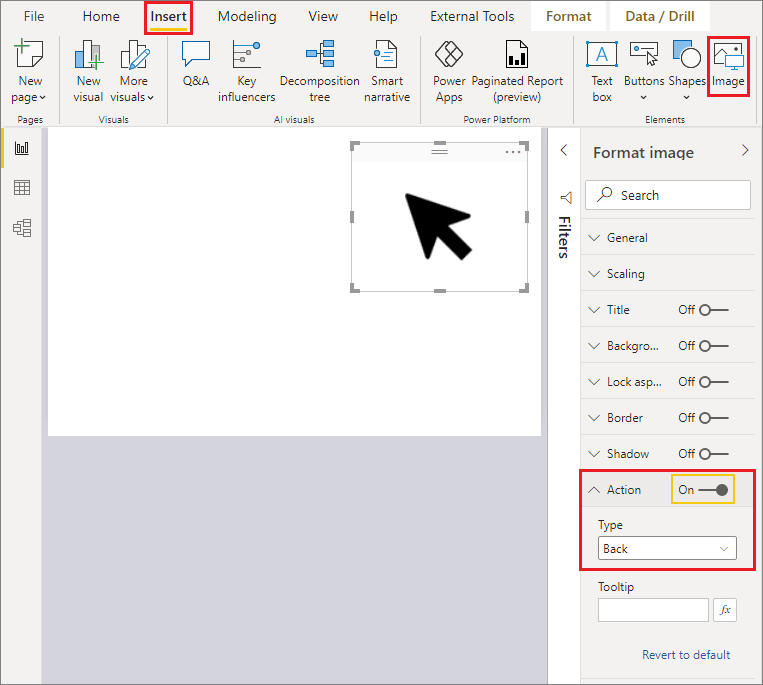 File Home Insert Modeling View Help External Tools Format Data / Drill
New page
New visual
More visuals
Q&A
Key influencers
Decomposition tree
Smart narrative
Power Apps
Paginated Report (preview)
Text box
Buttons
Shapes
Image
Pages Visuals AI visuals Power Platform Elements
Filters
Format image
Search
General
Scaling
Title Off
Backgro... Off
Lock asp... Off
Border Off
Shadow Off
Action On
Type
Back
Tooltip
fx
Revert to default